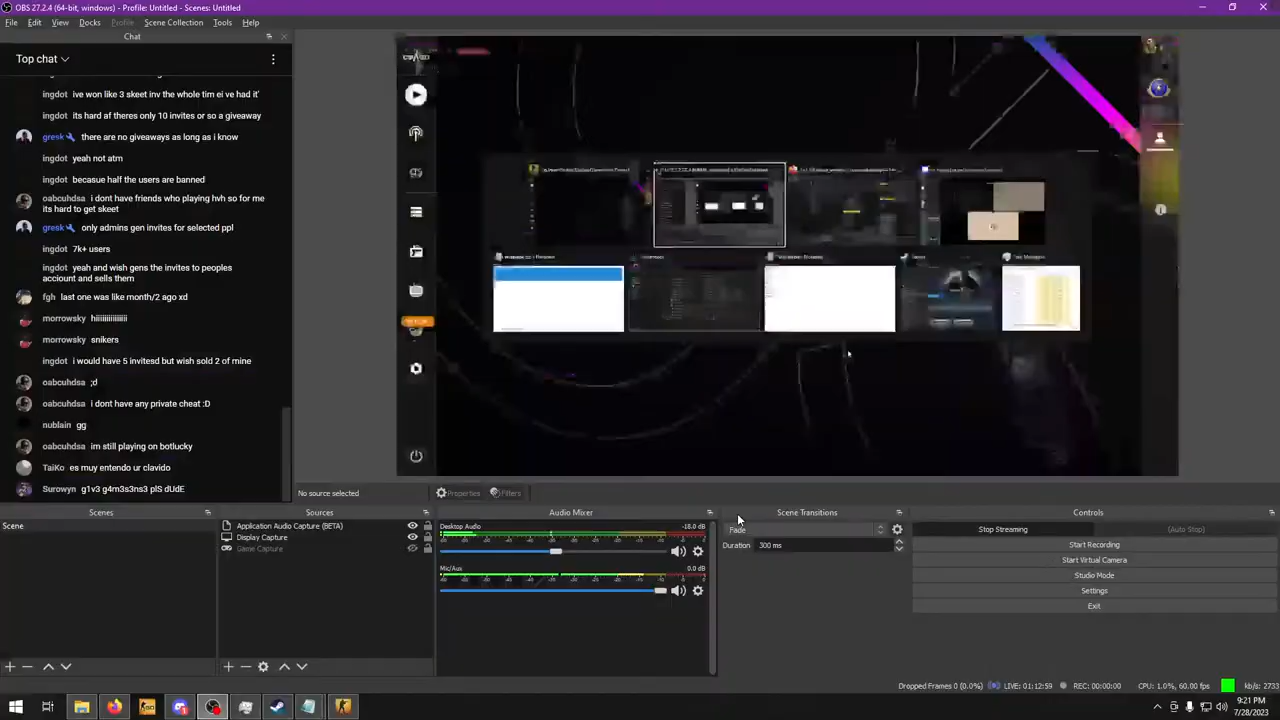 OBS 27.2.4 (64-bit, windows) - Profile: Untitled - Scenes: Untitled
File Edit View Docks Profile Scene Collection Tools Help
Chat
Top chat
ingdot ive won like 3 skeet inv the whole tim ei ve had it'
ingdot its hard af theres only 10 invites or so a giveaway
gresk there are no giveaways as long as i know
ingdot yeah not atm
ingdot because half the users are banned
oabcuhdsa i dont have friends who playing hvh so for me
its hard to get skeet
gresk only admins gen invites for selected ppl
ingdot 7k+ users
ingdot yeah and wish gens the invites to peoples
accoiund and sells them
fgh last one was like month/2 ago xd
morrowsky hiiiiiiiiiiiiiii
morrowsky snikers
ingdot i would have 5 invitesd but wish sold 2 of mine
oabcuhdsa ;d
oabcuhdsa i dont have any private cheat :D
nublain gg
oabcuhdsa im still playing on botlucky
TaiKo es muy entendo ur clavido
Surowyn g1v3 g4m3s3ns3 plS dUdE
No source selected
Properties
Filters
Scenes
Scene
Sources
Application Audio Capture (BETA)
Display Capture
Game Capture
Audio Mixer
Desktop Audio -18.0 dB
Mic/Aux 0.0 dB
Scene Transitions
Fade
Duration 300 ms
Controls
Stop Streaming (Auto Stop)
Start Recording
Start Virtual Camera
Studio Mode
Settings
Exit
Dropped Frames 0 (0.0%) LIVE: 01:12:59 REC: 00:00:00 CPU: 1.0%, 60.00 fps kb/s: 2733
9:21 PM
7/28/2023